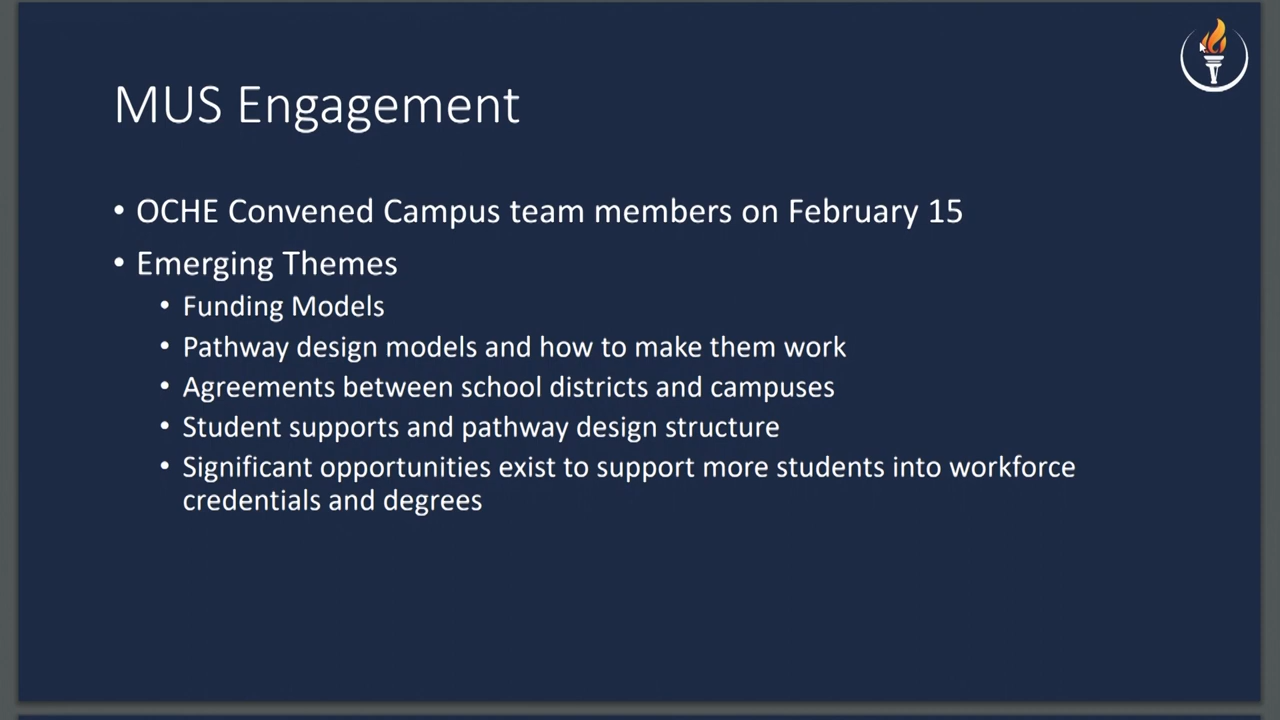 MUS Engagement
• OCHE Convened Campus team members on February 15
• Emerging Themes
• Funding Models
• Pathway design models and how to make them work
• Agreements between school districts and campuses
• Student supports and pathway design structure
• Significant opportunities exist to support more students into workforce
credentials and degrees